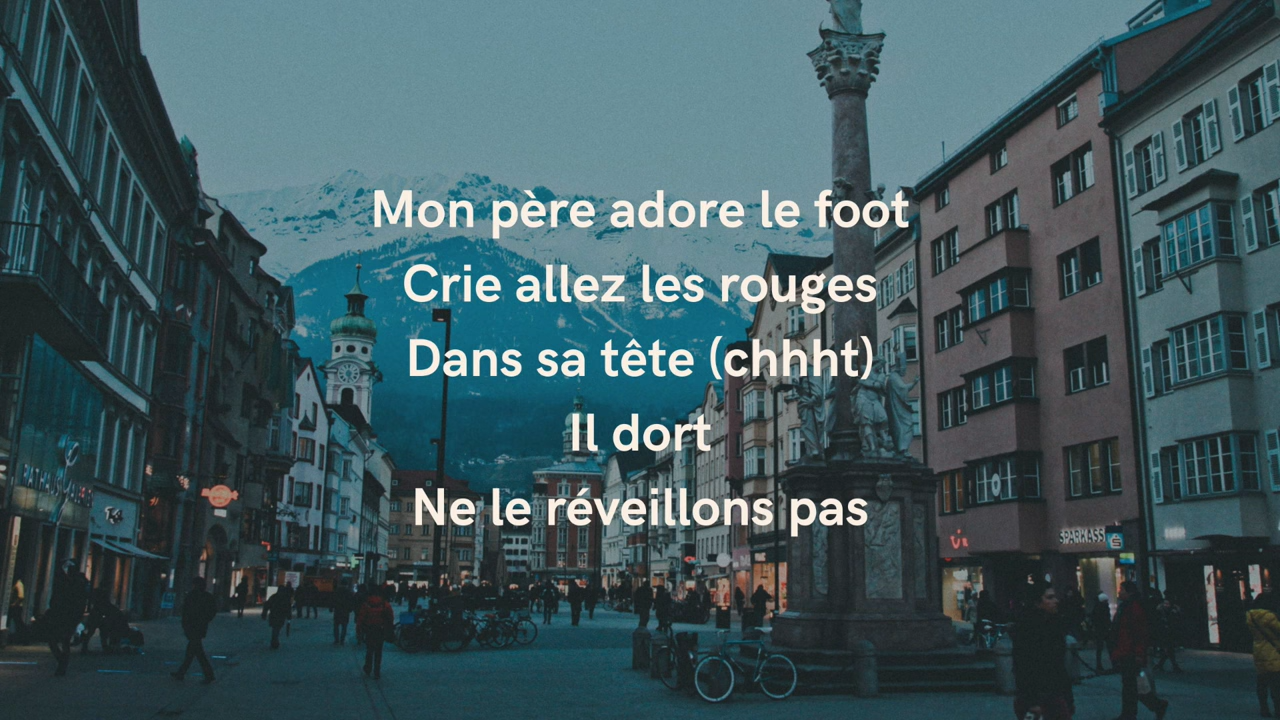 Mon père adore le foot
Crie allez les rouges
Dans sa tête (chhht)
Il dort
Ne le réveillons pas
SPARKASSE